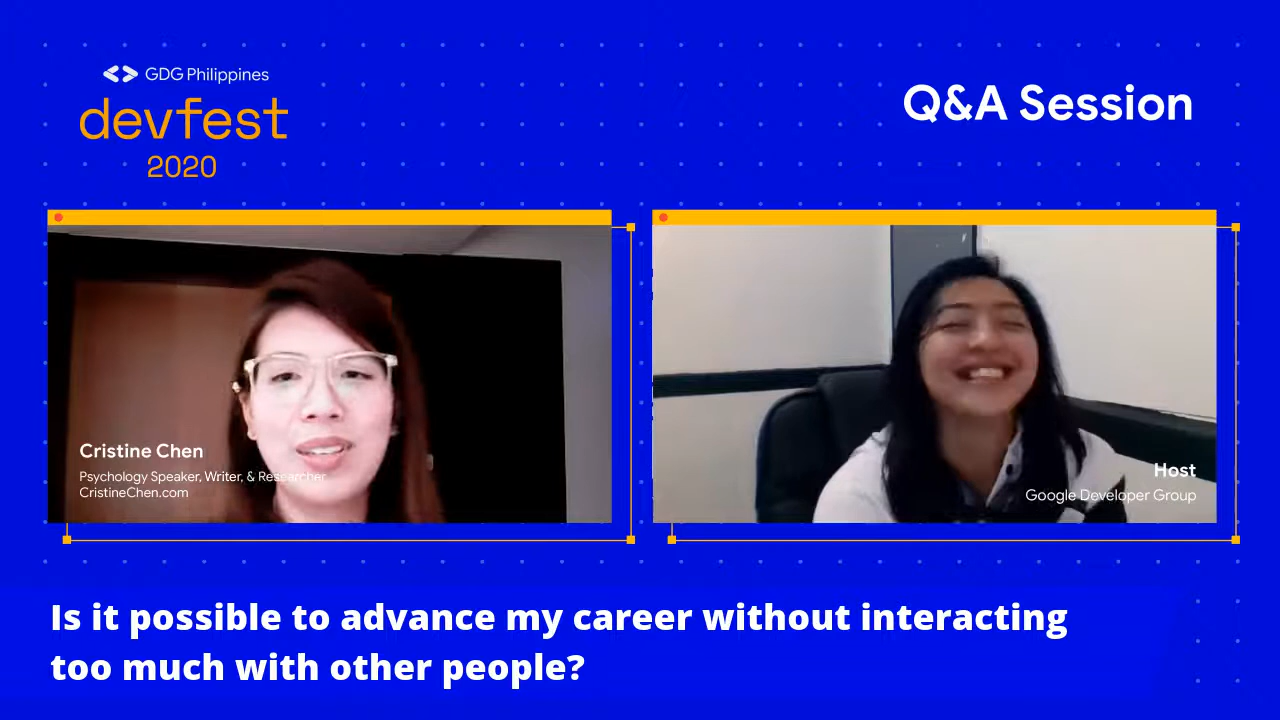 GDG Philippines
devfest
2020
Q&A Session
Cristine Chen
Psychology Speaker, Writer, & Researcher
CristineChen.com
Host
Google Developer Group
Is it possible to advance my career without interacting
too much with other people?